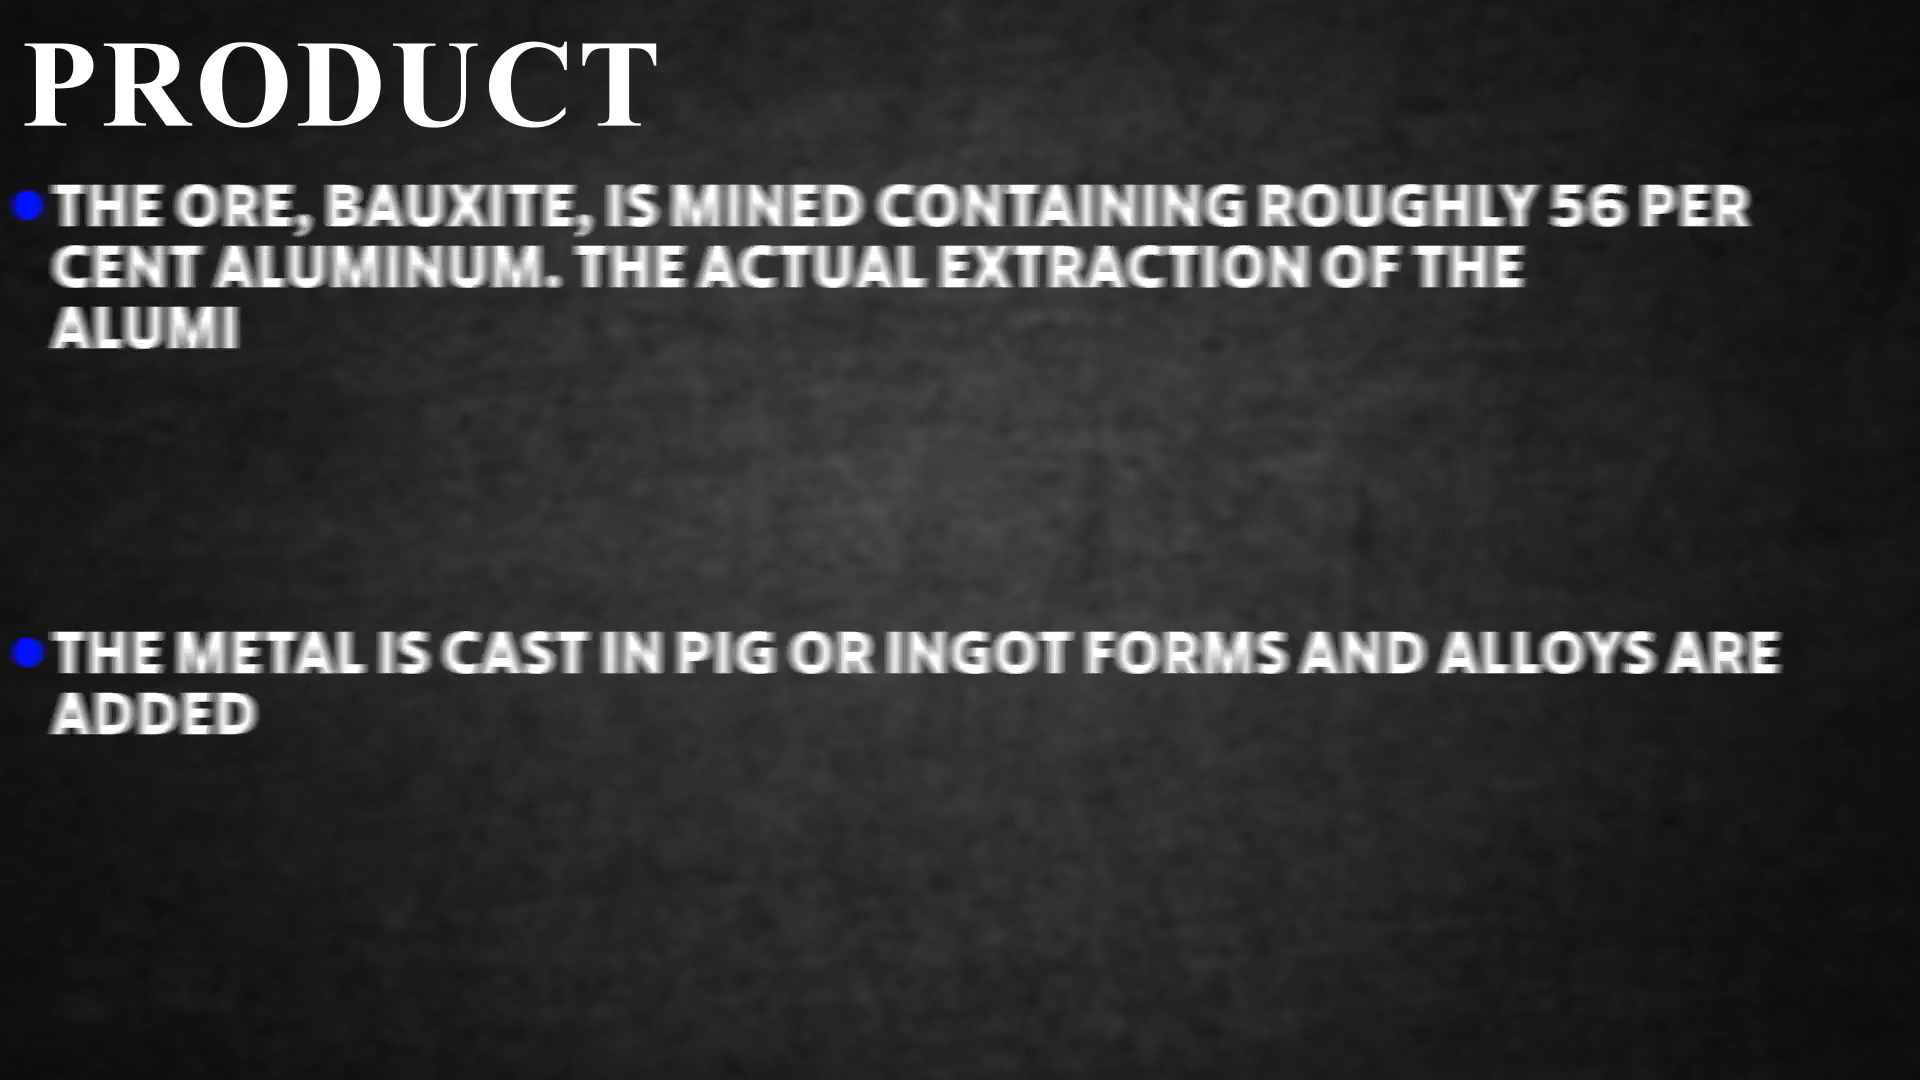 PRODUCT
THE ORE, BAUXITE, IS MINED CONTAINING ROUGHLY 56 PER
CENT ALUMINUM. THE ACTUAL EXTRACTION OF THE
ALUMI
THE METAL IS CAST IN PIG OR INGOT FORMS AND ALLOYS ARE
ADDED